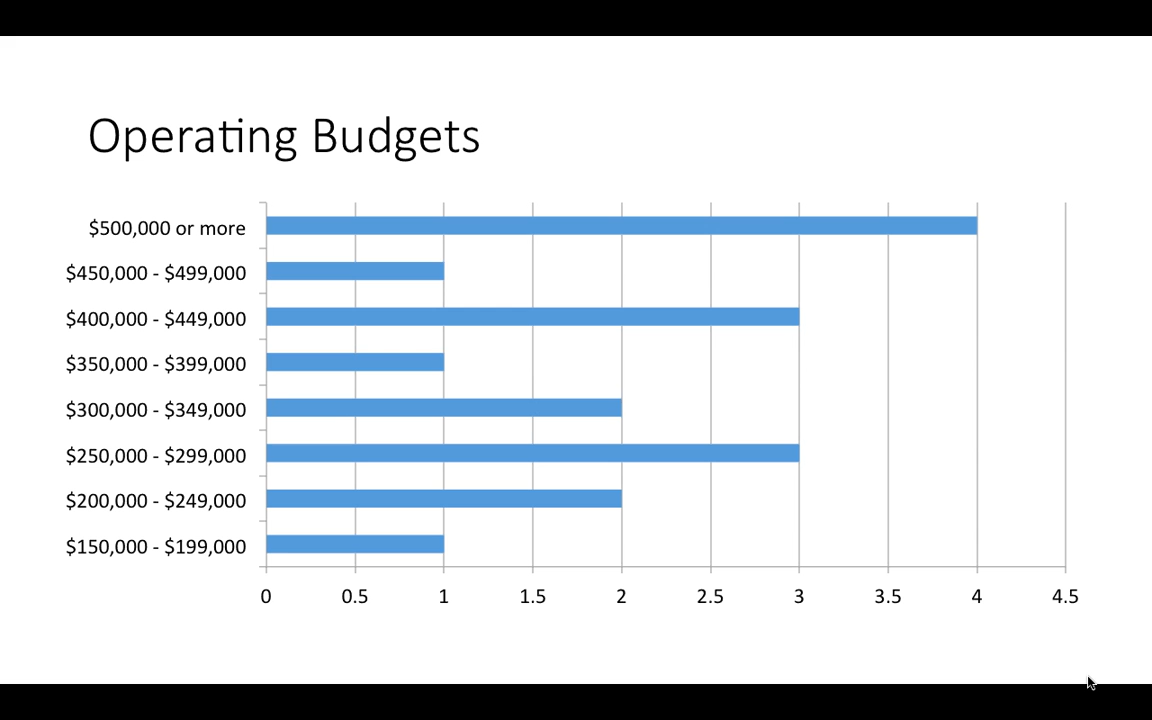 Operating Budgets
$500,000 or more
$450,000 - $499,000
$400,000 - $449,000
$350,000 - $399,000
$300,000 - $349,000
$250,000 - $299,000
$200,000 - $249,000
$150,000 - $199,000
0 0.5 1 1.5 2 2.5 3 3.5 4 4.5